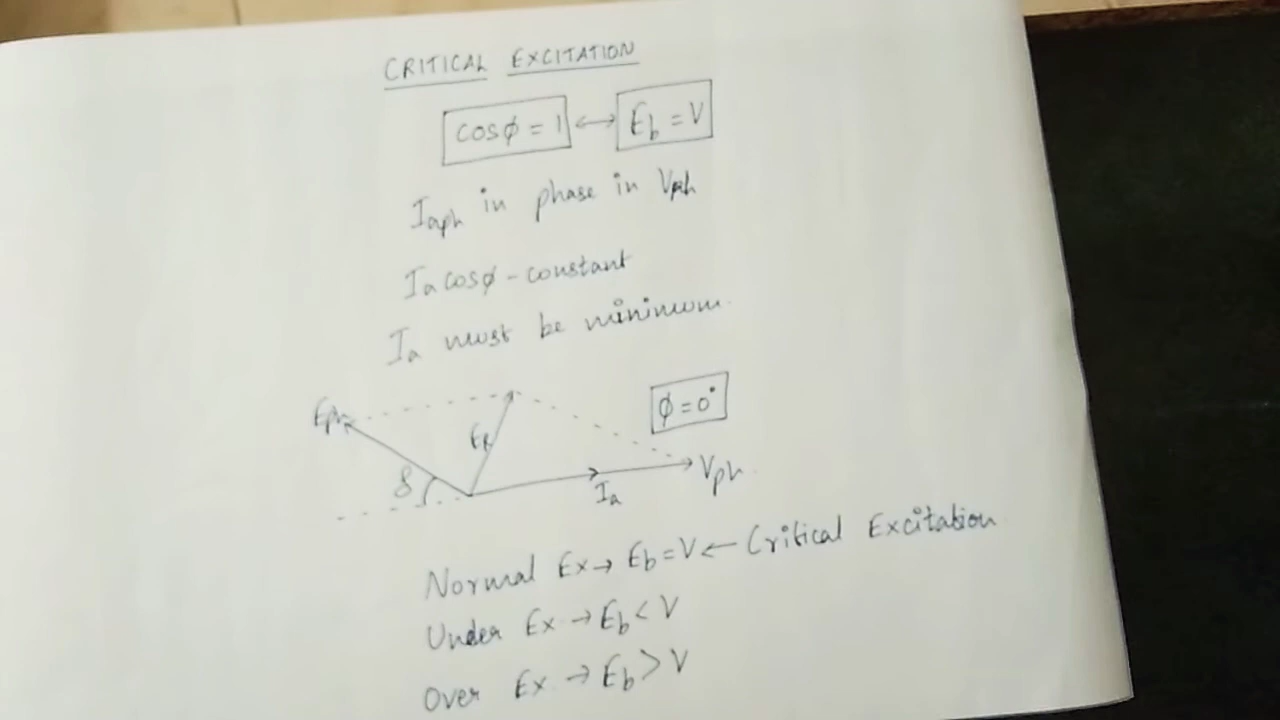 CRITICAL EXCITATION
cosφ = 1 ↔ Eb = V
Iaph in phase in Vph
Ia cosφ - constant
Ia must be minimum.
φ = 0°
ER
δ
Ia
Vph
Normal Ex → Eb = V ← Critical Excitation
Under Ex → Eb < V
Over Ex → Eb > V